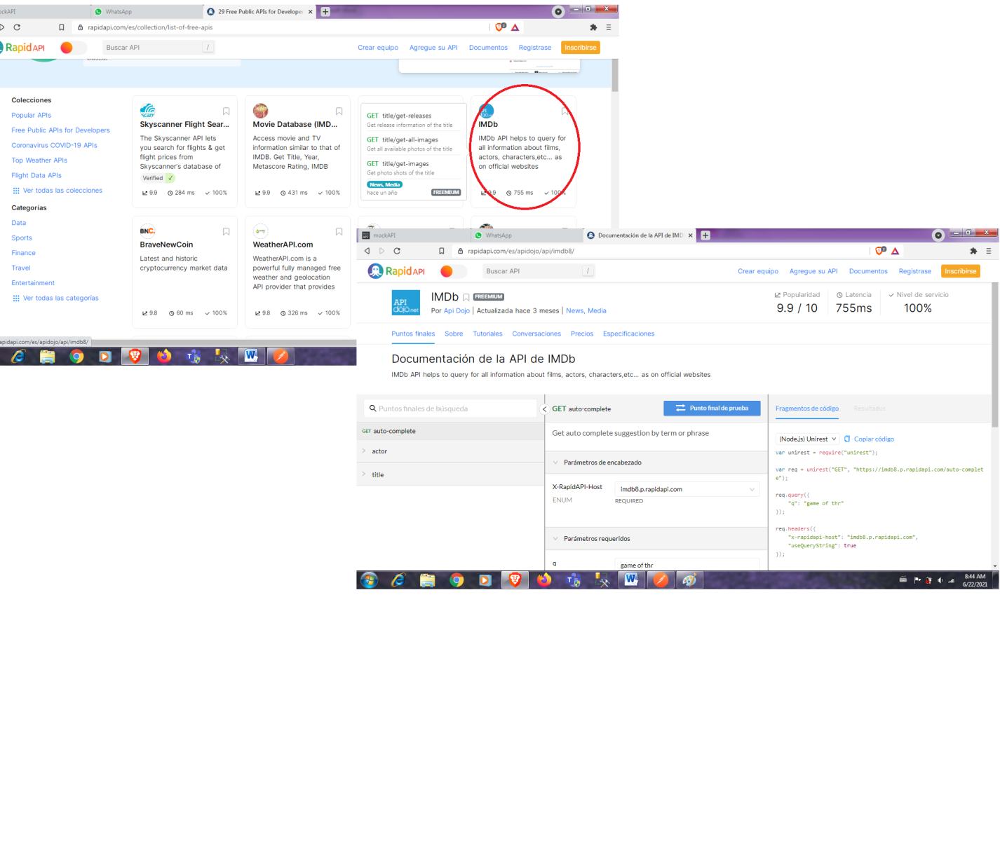 ockAPI
WhatsApp
29 Free Public APIs for Develope
rapidapi.com/es/collection/list-of-free-apis
Rapid API
Buscar API
/
Crear equipo
Agregue su API
Documentos
Registrase
Inscribirse
Buscar
Colecciones
Popular APIs
Free Public APIs for Developers
Coronavirus COVID-19 APIs
Top Weather APIs
Flight Data APIs
Ver todas las colecciones
Categorías
Data
Sports
Finance
Travel
Entertainment
Ver todas las categorías
Skyscanner Flight Sear...
The Skyscanner API lets
you search for flights & get
flight prices from
Skyscanner's database of
Verified ✓
9.9 284 ms 100%
Movie Database (IMD...
Access movie and TV
information similar to that of
IMDB. Get Title, Year,
Metascore Rating, IMDB
9.9 431 ms 100%
GET title/get-releases
Get release information of the title
GET title/get-all-images
Get all available photos of the title
GET title/get-images
Get photo shots of the title
News, Media
hace un año
FREEMIUM
IMDb
IMDb API helps to query for
all information about films,
actors, characters,etc... as
on official websites
9.9 755 ms 100%
BNC.
BraveNewCoin
Latest and historic
cryptocurrency market data
9.8 60 ms 100%
WeatherAPI.com
WeatherAPI.com is a
powerful fully managed free
weather and geolocation
API provider that provides
9.8 326 ms 100%
apidapi.com/es/apidojo/api/imdb8/
mockAPI
WhatsApp
Documentación de la API de IMD
rapidapi.com/es/apidojo/api/imdb8/
Rapid API
Buscar API
/
Crear equipo
Agregue su API
Documentos
Registrase
Inscribirse
API
dojo.net
IMDb FREEMIUM
Por Api Dojo | Actualizada hace 3 meses | News, Media
Popularidad
9.9 / 10
Latencia
755ms
Nivel de servicio
100%
Puntos finales
Sobre
Tutoriales
Conversaciones
Precios
Especificaciones
Documentación de la API de IMDb
IMDb API helps to query for all information about films, actors, characters,etc... as on official websites
Puntos finales de búsqueda
GET auto-complete
> actor
> title
GET auto-complete
Punto final de prueba
Get auto complete suggestion by term or phrase
Parámetros de encabezado
X-RapidAPI-Host
ENUM
imdb8.p.rapidapi.com
REQUIRED
Parámetros requeridos
q
game of thr
Fragmentos de código
Resultados
(Node.js) Unirest
Copiar código
var unirest = require("unirest");
var req = unirest("GET", "https://imdb8.p.rapidapi.com/auto-complet
e");
req.query({
"q": "game of thr"
});
req.headers({
"x-rapidapi-host": "imdb8.p.rapidapi.com",
"useQueryString": true
});
8:44 AM
6/22/2021